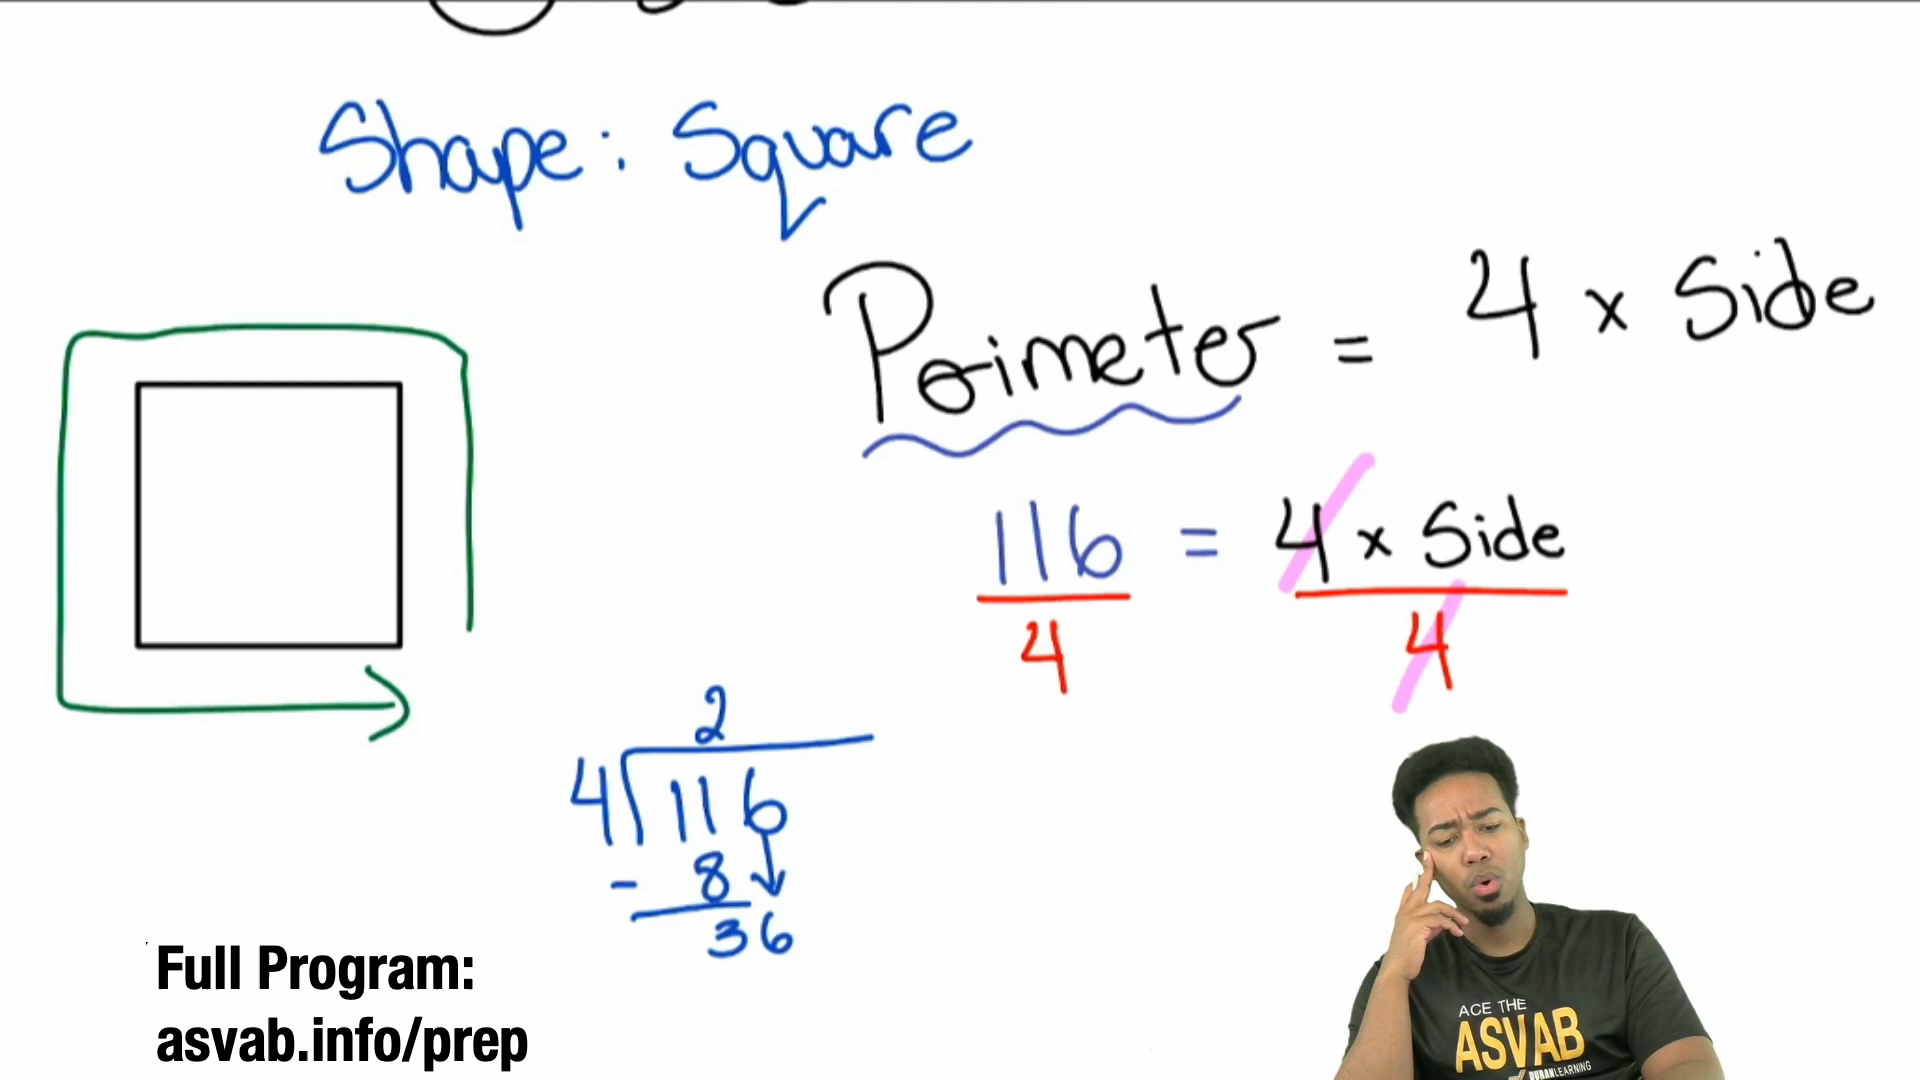 Shape: Square
Perimeter = 4 x Side
116 = 4 x Side
4 4
2
4 116
- 8
36
Full Program:
asvab.info/prep
ACE THE
ASVAB
DURANLEARNING